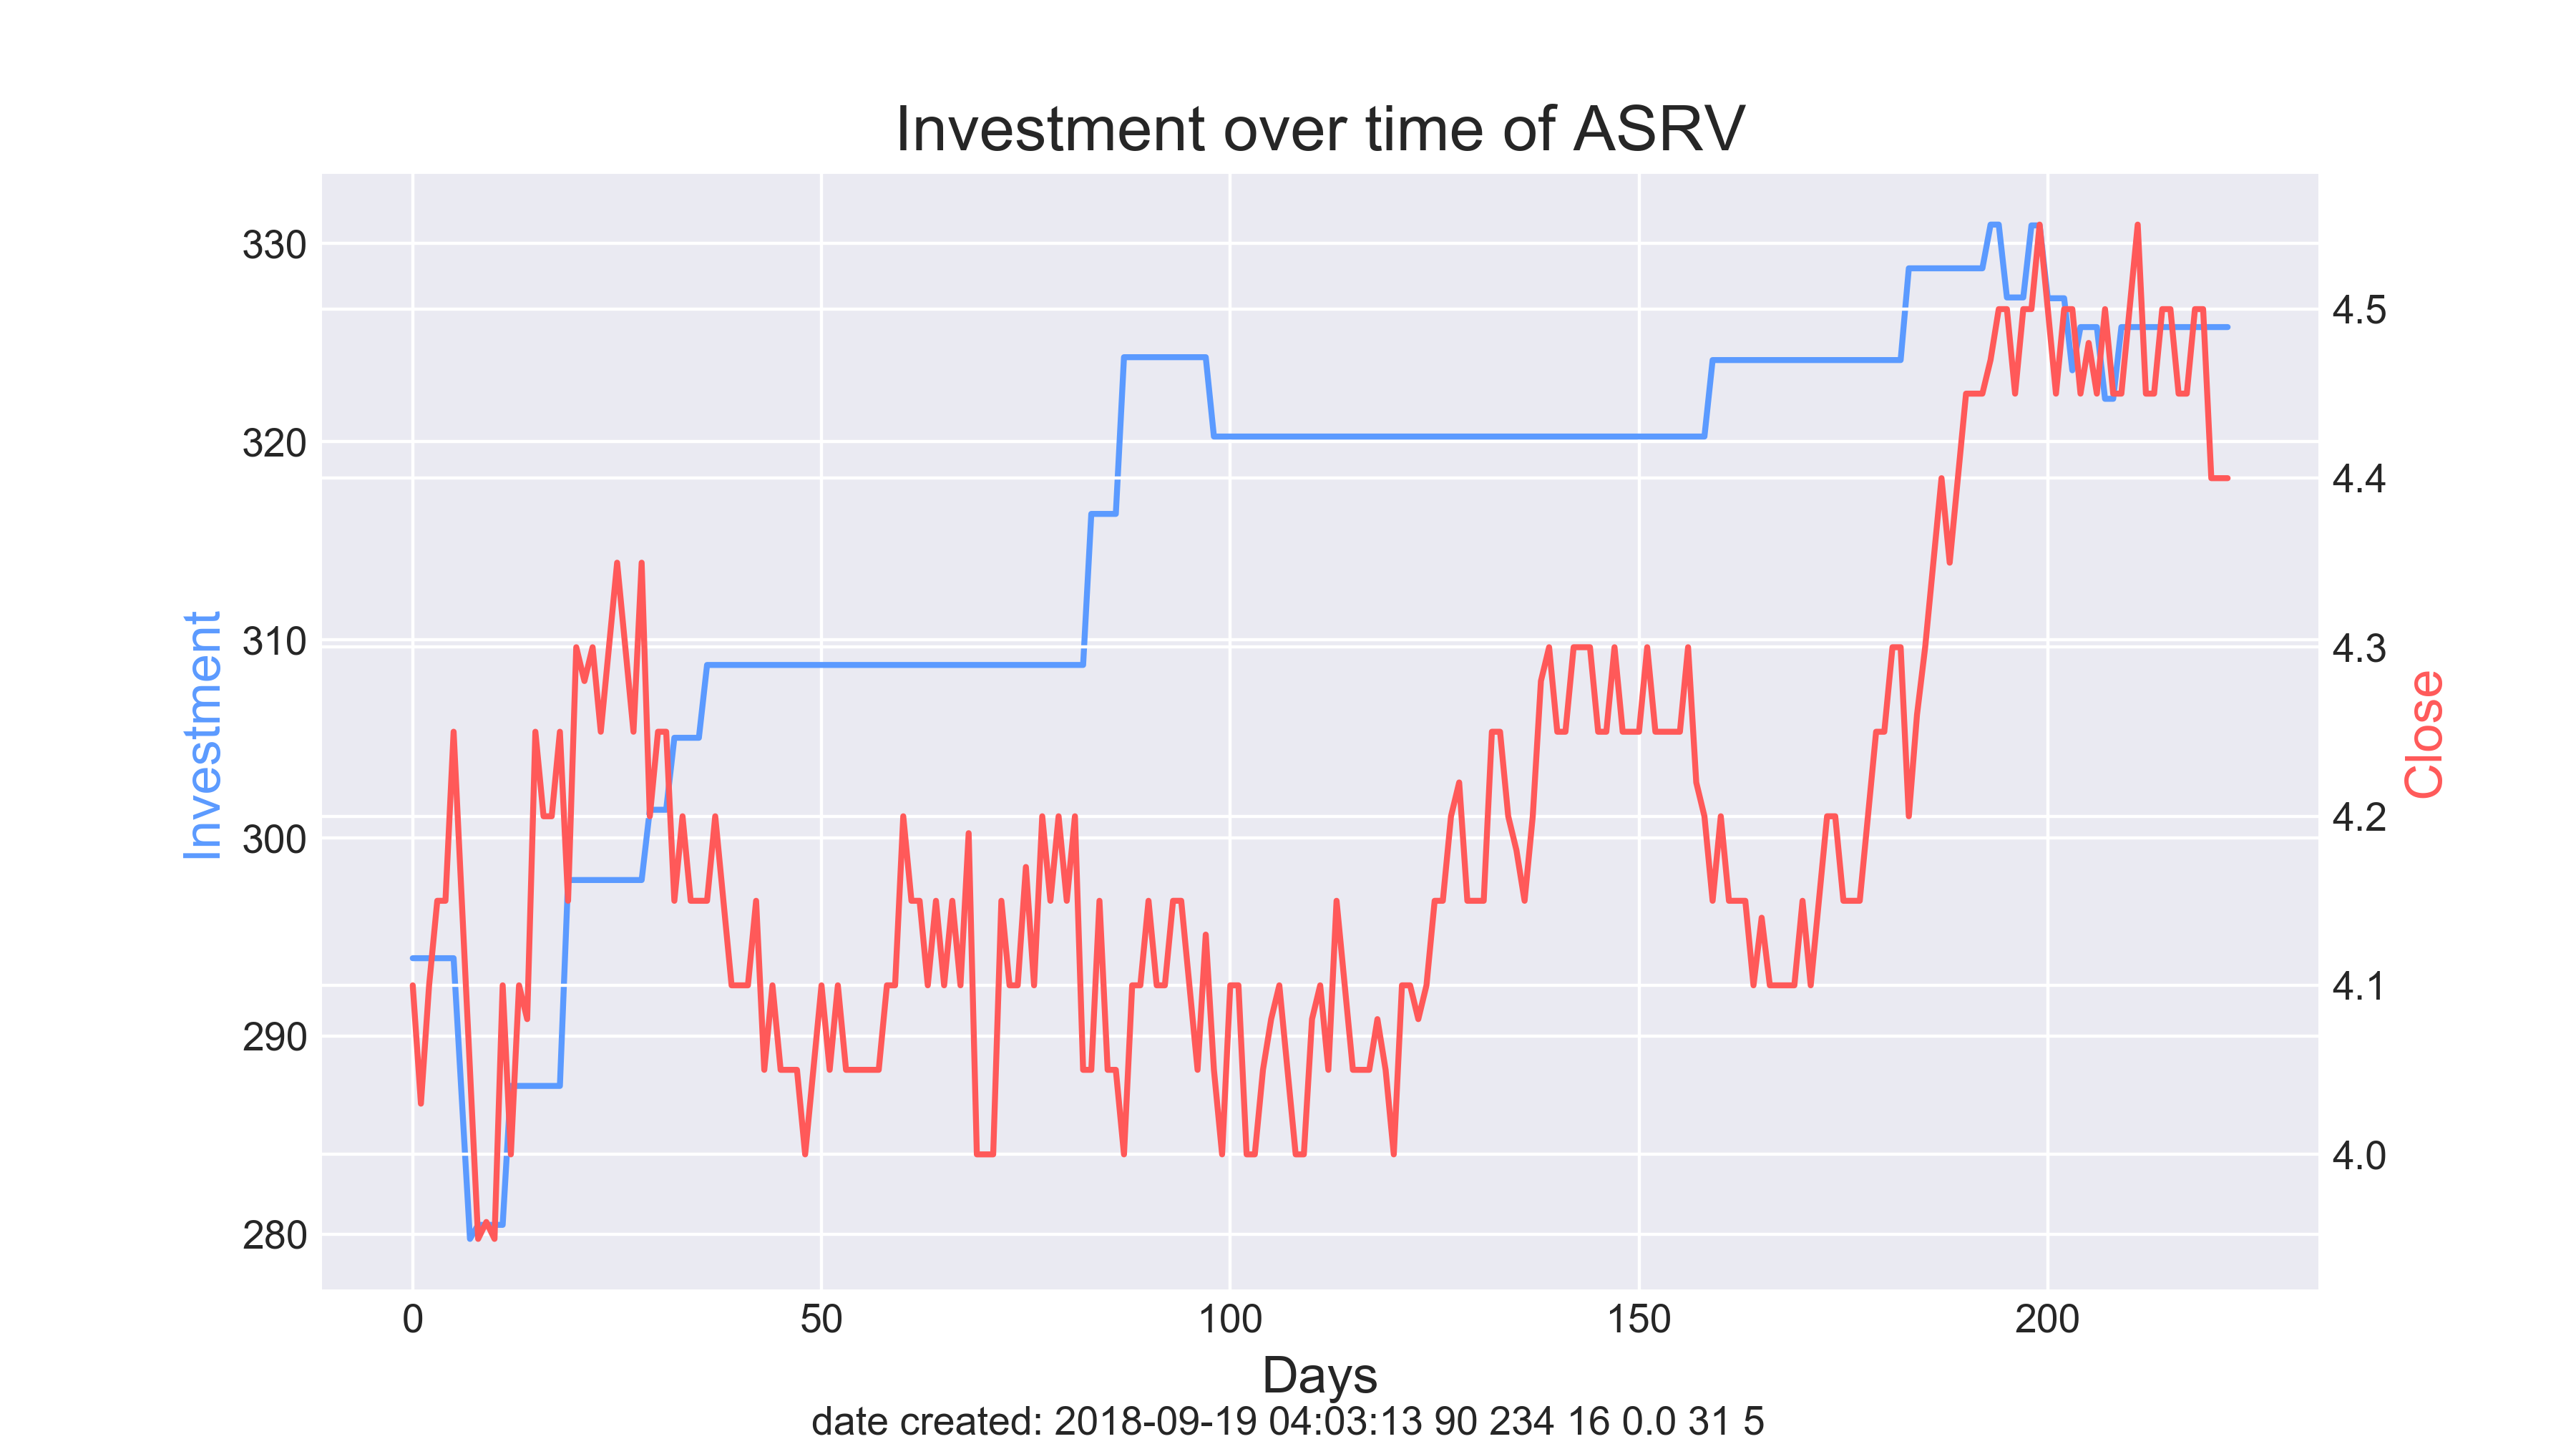 Investment over time of ASRV
330
320
310
300
290
280
Investment
4.5
4.4
4.3
4.2
4.1
4.0
Close
0 50 100 150 200
Days
date created: 2018-09-19 04:03:13 90 234 16 0.0 31 5